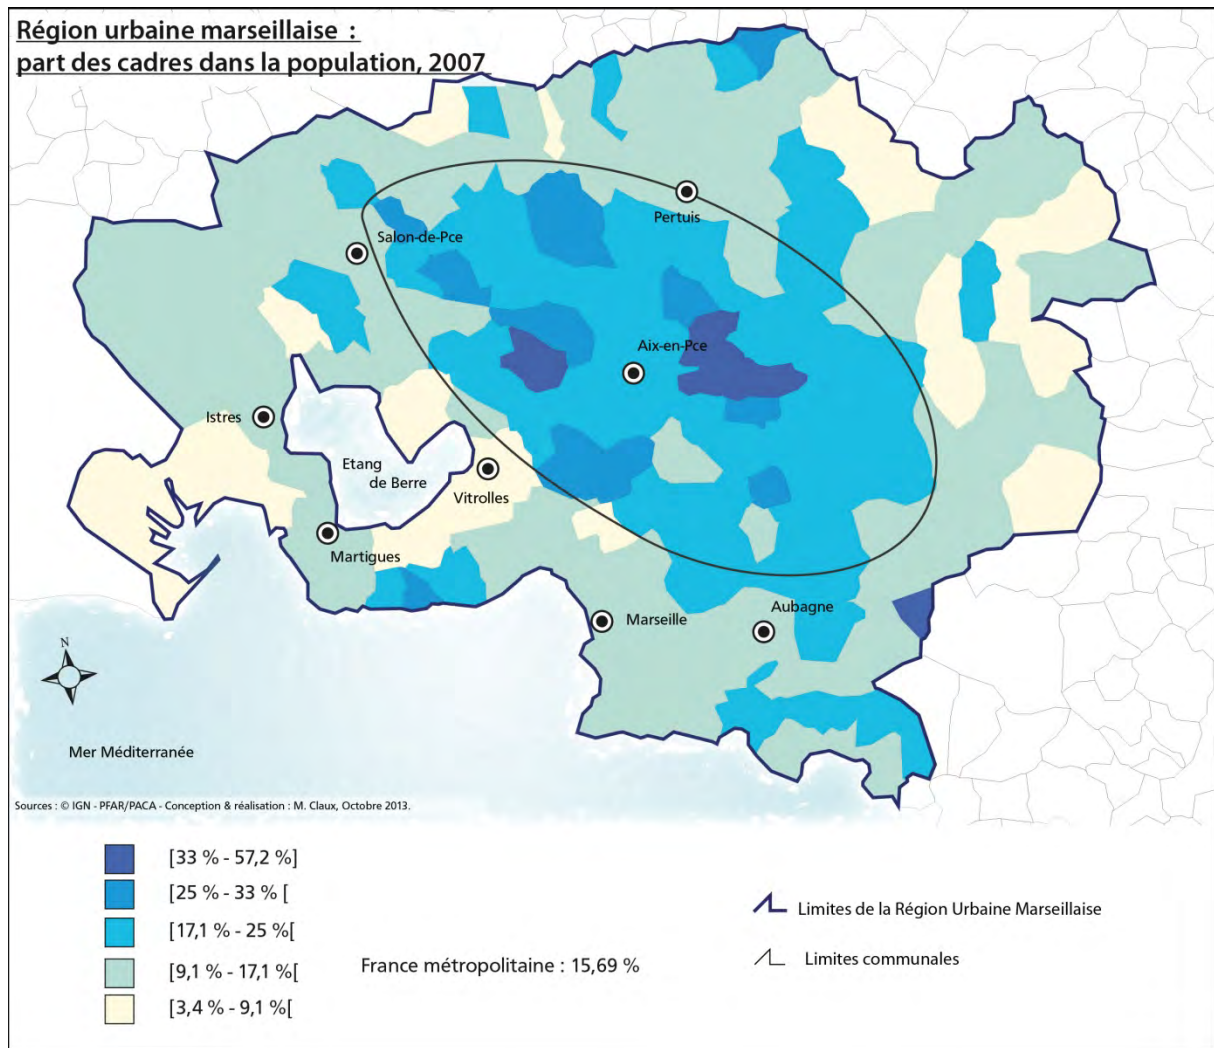 Région urbaine marseillaise :
part des cadres dans la population, 2007
Pertuis
Salon-de-Pce
Aix-en-Pce
Istres
Etang
de Berre
Vitrolles
Martigues
Marseille
Aubagne
N
Mer Méditerranée
Sources : © IGN - PFAR/PACA - Conception & réalisation : M. Claux, Octobre 2013.
[33 % - 57,2 %]
[25 % - 33 % [
[17,1 % - 25 %[
[9,1 % - 17,1 %[
[3,4 % - 9,1 %[
France métropolitaine : 15,69 %
Limites de la Région Urbaine Marseillaise
Limites communales